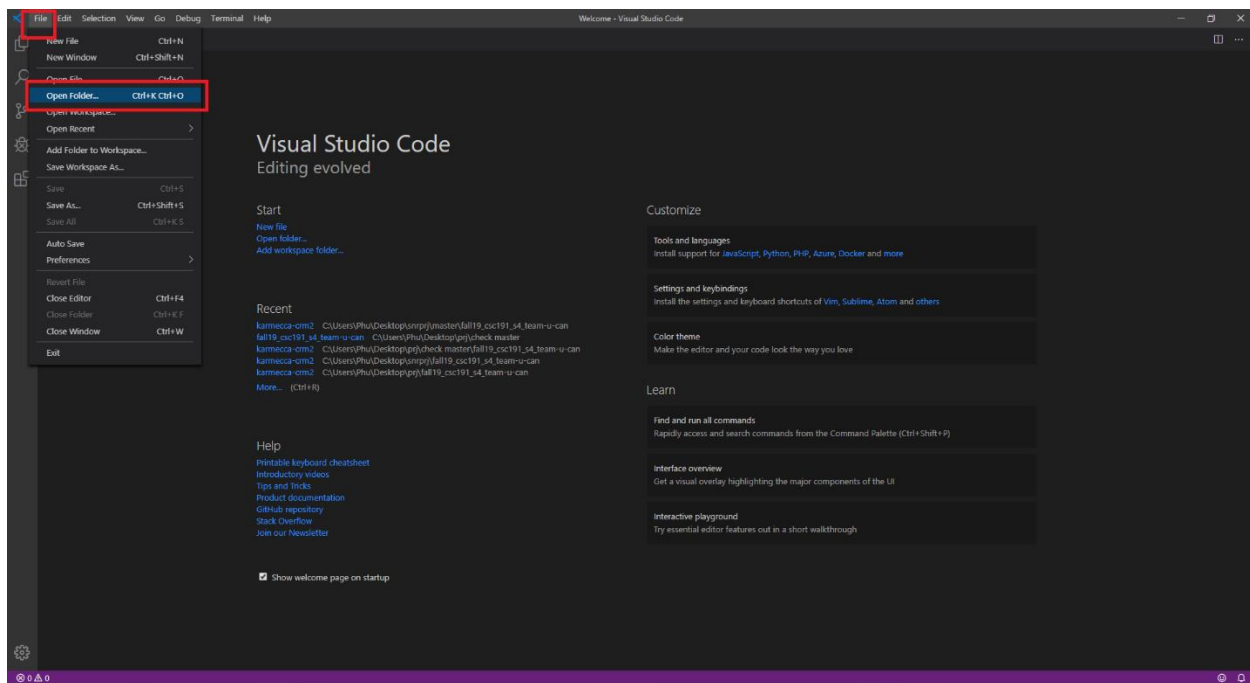 File Edit Selection View Go Debug Terminal Help
Welcome - Visual Studio Code
New File Ctrl+N
New Window Ctrl+Shift+N
Open File... Ctrl+O
Open Folder... Ctrl+K Ctrl+O
Open Workspace...
Open Recent
Add Folder to Workspace...
Save Workspace As...
Save Ctrl+S
Save As... Ctrl+Shift+S
Save All Ctrl+K S
Auto Save
Preferences
Revert File
Close Editor Ctrl+F4
Close Folder Ctrl+K F
Close Window Ctrl+W
Exit
Visual Studio Code
Editing evolved
Start
New file
Open folder...
Add workspace folder...
Recent
karmecca-crm2 C:\Users\Phu\Desktop\snrprj\master\fall19_csc191_s4_team-u-can
fall19_csc191_s4_team-u-can C:\Users\Phu\Desktop\prj\check master
karmecca-crm2 C:\Users\Phu\Desktop\prj\check master\fall19_csc191_s4_team-u-can
karmecca-crm2 C:\Users\Phu\Desktop\snrprj\fall19_csc191_s4_team-u-can
karmecca-crm2 C:\Users\Phu\Desktop\prj\fall19_csc191_s4_team-u-can
More... (Ctrl+R)
Help
Printable keyboard cheatsheet
Introductory videos
Tips and Tricks
Product documentation
GitHub repository
Stack Overflow
Join our Newsletter
Show welcome page on startup
Customize
Tools and languages
Install support for JavaScript, Python, PHP, Azure, Docker and more
Settings and keybindings
Install the settings and keyboard shortcuts of Vim, Sublime, Atom and others
Color theme
Make the editor and your code look the way you love
Learn
Find and run all commands
Rapidly access and search commands from the Command Palette (Ctrl+Shift+P)
Interface overview
Get a visual overlay highlighting the major components of the UI
Interactive playground
Try essential editor features out in a short walkthrough
0 0